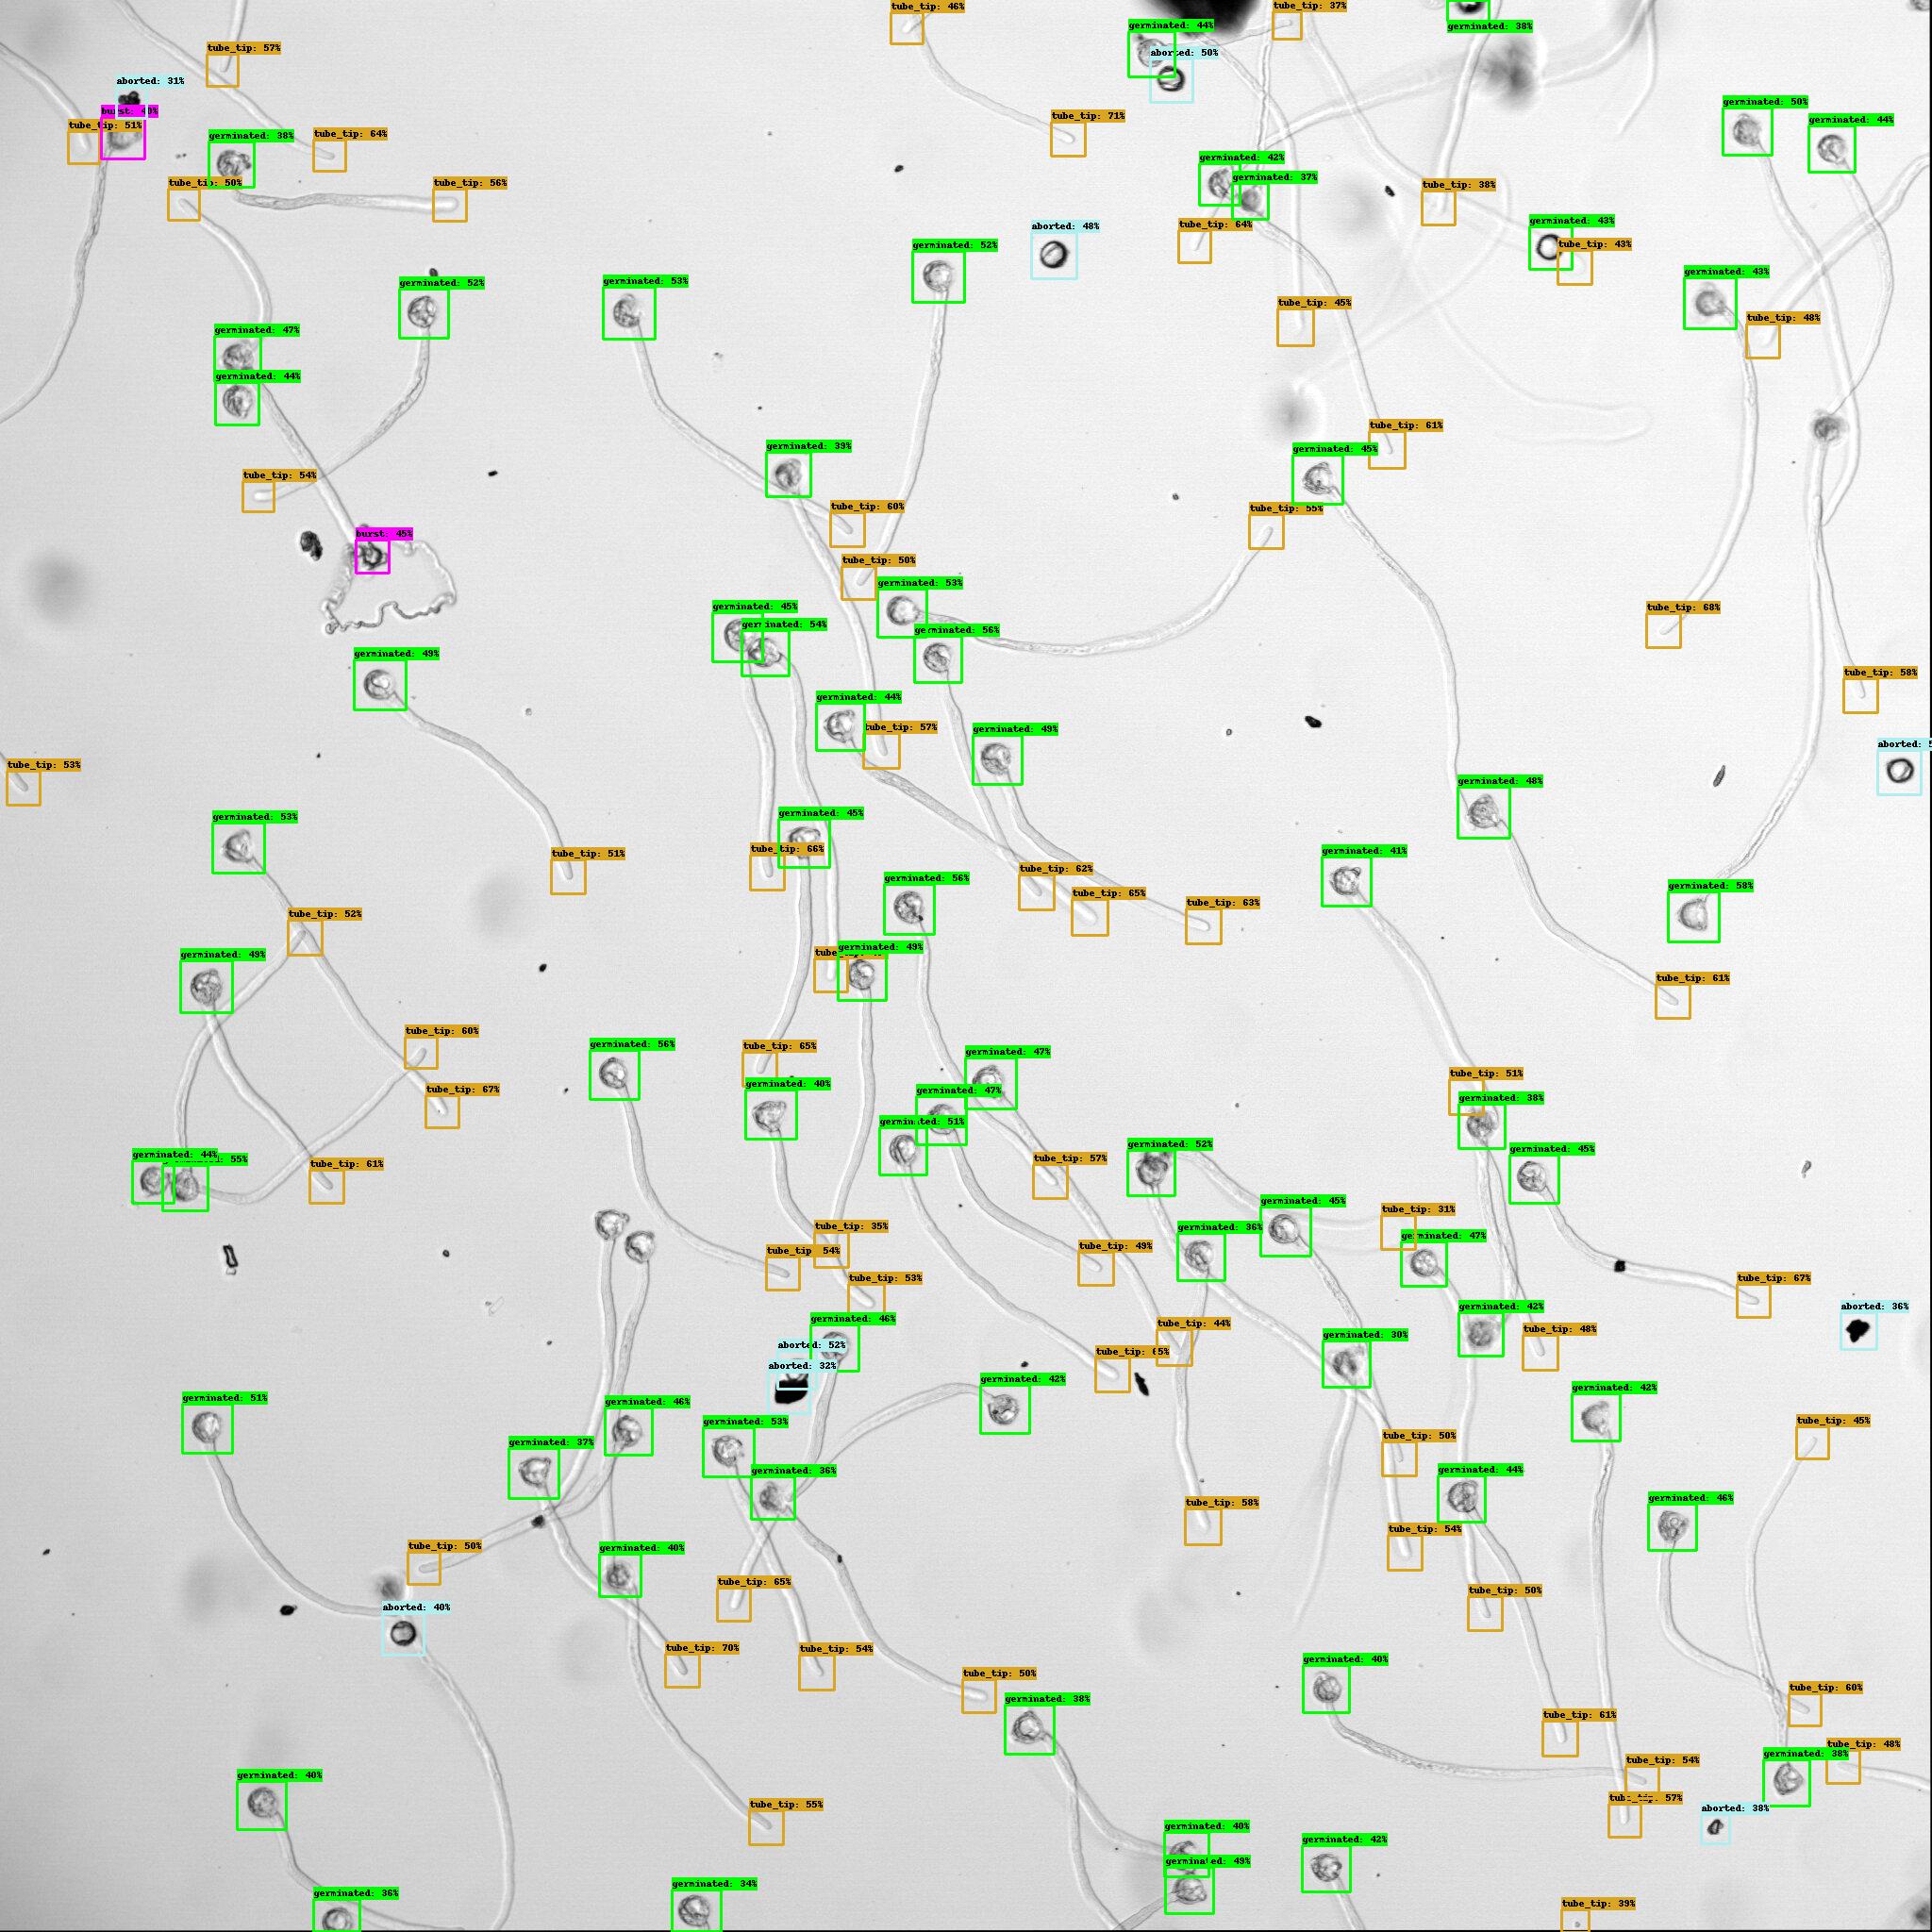 tube_tip: 46%
tube_tip: 37%
germinated: 44%
germinated: 38%
tube_tip: 57%
aborted: 50%
aborted: 31%
tube_tip: 51%
germinated: 38%
tube_tip: 64%
tube_tip: 71%
germinated: 50%
germinated: 44%
germinated: 42%
germinated: 37%
tube_tip: 50%
tube_tip: 56%
tube_tip: 38%
tube_tip: 64%
aborted: 48%
germinated: 43%
tube_tip: 43%
germinated: 52%
germinated: 43%
germinated: 52%
germinated: 53%
tube_tip: 45%
tube_tip: 48%
germinated: 47%
germinated: 44%
tube_tip: 61%
germinated: 39%
germinated: 45%
tube_tip: 54%
tube_tip: 60%
tube_tip: 55%
burst: 45%
tube_tip: 50%
germinated: 53%
germinated: 45%
germinated: 54%
germinated: 56%
tube_tip: 68%
germinated: 49%
tube_tip: 58%
germinated: 44%
tube_tip: 57%
germinated: 49%
aborted:
tube_tip: 53%
germinated: 48%
germinated: 53%
germinated: 45%
tube_tip: 66%
tube_tip: 51%
germinated: 41%
tube_tip: 62%
germinated: 56%
tube_tip: 65%
tube_tip: 63%
germinated: 58%
tube_tip: 52%
germinated: 49%
germinated: 49%
tube_tip: 61%
tube_tip: 60%
germinated: 56%
tube_tip: 65%
germinated: 47%
tube_tip: 51%
tube_tip: 67%
germinated: 40%
germinated: 47%
germinated: 38%
germinated: 51%
germinated: 52%
germinated: 45%
germinated: 44%
55%
tube_tip: 61%
tube_tip: 57%
germinated: 45%
tube_tip: 31%
tube_tip: 35%
germinated: 36%
germinated: 47%
tube_tip: 54%
tube_tip: 49%
tube_tip: 53%
tube_tip: 67%
germinated: 46%
germinated: 42%
aborted: 36%
tube_tip: 44%
tube_tip: 48%
germinated: 30%
aborted: 52%
tube_tip: 65%
aborted: 32%
germinated: 42%
germinated: 42%
germinated: 51%
germinated: 46%
germinated: 53%
tube_tip: 45%
germinated: 37%
tube_tip: 50%
germinated: 36%
germinated: 44%
germinated: 46%
tube_tip: 58%
tube_tip: 54%
tube_tip: 50%
germinated: 40%
tube_tip: 65%
tube_tip: 50%
aborted: 40%
tube_tip: 70%
tube_tip: 54%
germinated: 40%
tube_tip: 50%
tube_tip: 60%
germinated: 38%
tube_tip: 61%
tube_tip: 48%
germinated: 38%
tube_tip: 54%
germinated: 40%
tube_tip: 57%
tube_tip: 55%
aborted: 38%
germinated: 40%
germinated: 42%
germinated: 49%
germinated: 34%
germinated: 36%
tube_tip: 39%